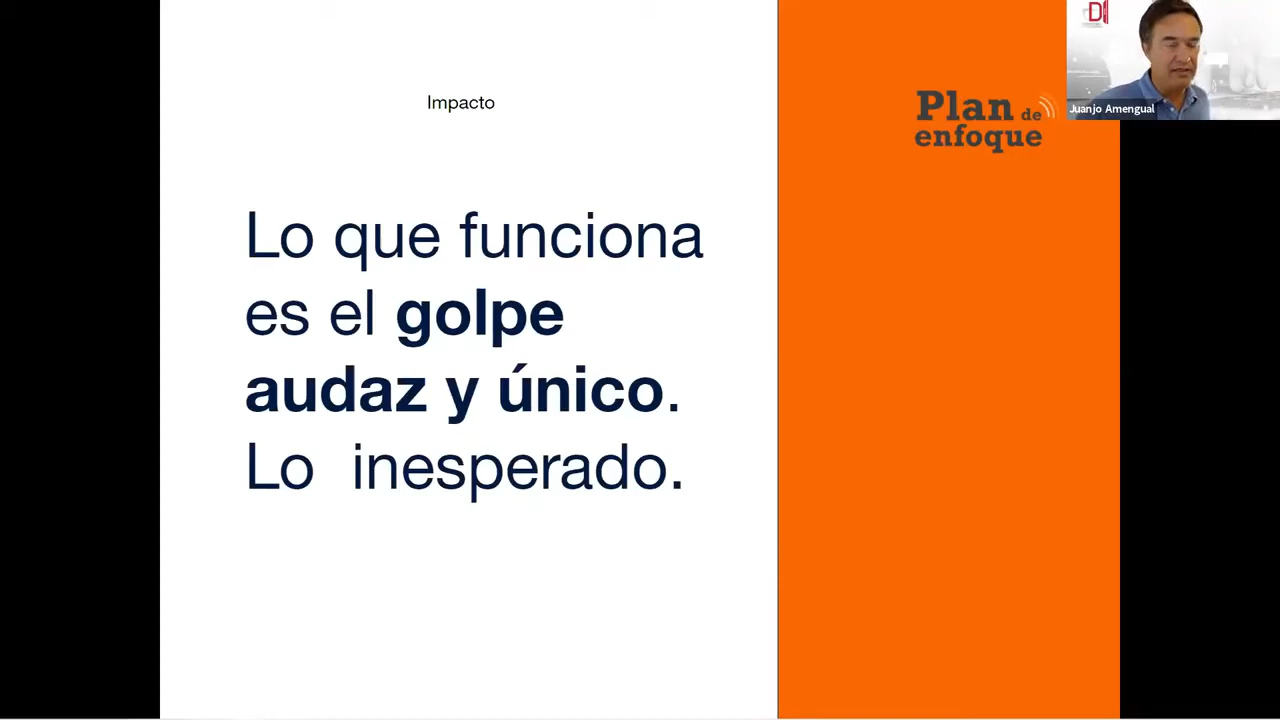 Impacto
Lo que funciona
es el golpe
audaz y único.
Lo inesperado.
Plan de
enfoque
D
Juanjo Amengual